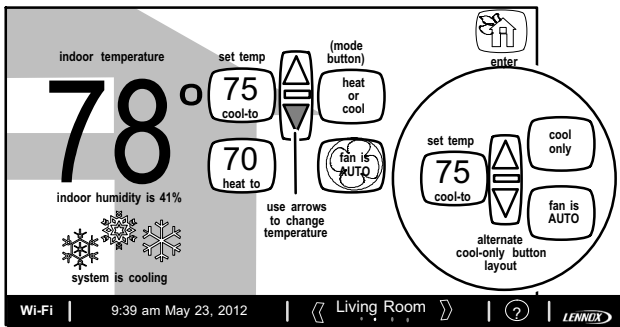 indoor temperature
78°
indoor humidity is 41%
system is cooling
set temp
75
cool-to
70
heat to
(mode
button)
heat
or
cool
fan is
AUTO
use arrows
to change
temperature
enter
set temp
75
cool-to
cool
only
fan is
AUTO
alternate
cool-only button
layout
Wi-Fi | 9:39 am May 23, 2012 | Living Room | ? | LENNOX